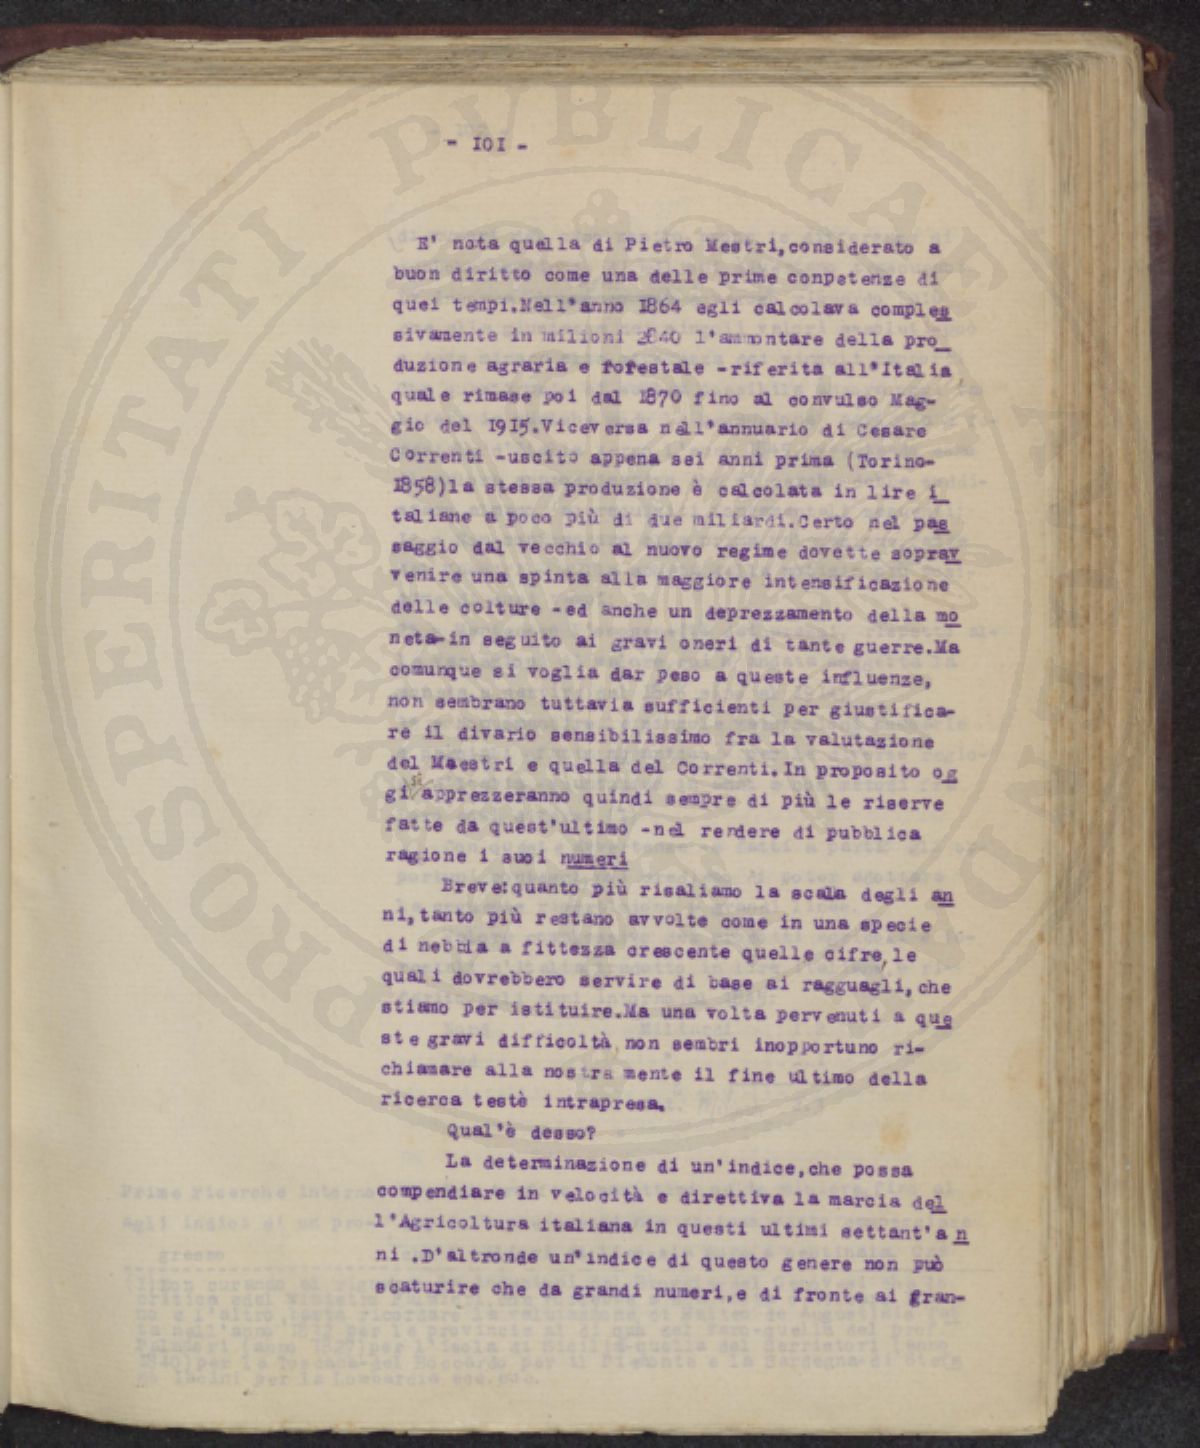 - IOI -
E' nota quella di Pietro Mestri,considerato a
buon diritto come una delle prime conpetenze di
quei tempi.Nell'anno 1864 egli calcolava comples
sivamente in milioni 2840 l'ammontare della pro_
duzione agraria e forestale -riferita all'Italia
quale rimase poi dal 1870 fino al convulso Mag-
gio del 1915.Viceversa nell'annuario di Cesare
Correnti -uscito appena sei anni prima (Torino-
1858)la stessa produzione è calcolata in lire i_
taliane a poco più di due miliardi.Certo nel pas
saggio dal vecchio al nuovo regime dovette soprav
venire una spinta alla maggiore intensificazione
delle colture -ed anche un deprezzamento della mo
neta-in seguito ai gravi oneri di tante guerre.Ma
comunque si voglia dar peso a queste influenze,
non sembrano tuttavia sufficienti per giustifica-
re il divario sensibilissimo fra la valutazione
del Maestri e quella del Correnti.In proposito og
gi si apprezzeranno quindi sempre di più le riserve
fatte da quest'ultimo -nel rendere di pubblica
ragione i suoi numeri
Breve:quanto più risaliamo la scala degli an
ni,tanto più restano avvolte come in una specie
di nebbia a fittezza crescente quelle cifre,le
quali dovrebbero servire di base ai ragguagli,che
stiamo per istituire.Ma una volta pervenuti a que
ste gravi difficoltà,non sembri inopportuno ri-
chiamare alla nostra mente il fine ultimo della
ricerca testè intrapresa.
Qual'è desso?
La determinazione di un'indice,che possa
compendiare in velocità e direttiva la marcia del
l'Agricoltura italiana in questi ultimi settant'an
ni .D'altronde un'indice di questo genere non può
scaturire che da grandi numeri,e di fronte ai gran-
PROSPERITATI PUBLICAE